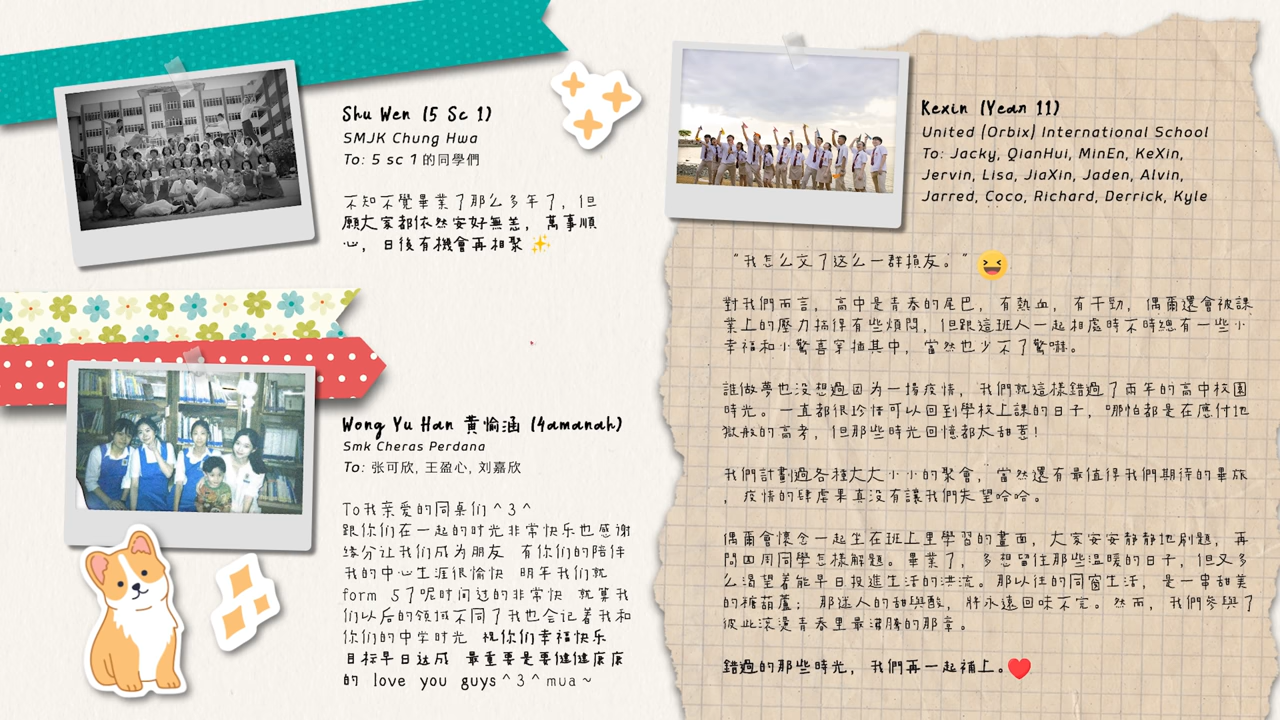 Shu Wen (5 Sc 1)
SMJK Chung Hwa
To: 5 sc 1 的同學們
不知不覺畢業了那么多年了，但
願大家都依然安好無恙，萬事順
心，日後有機會再相聚
Wong Yu Han 黃愉涵 (4amanah)
Smk Cheras Perdana
To: 张可欣, 王盈心, 刘嘉欣
To我亲爱的同桌们^3^
跟你们在一起的时光非常快乐也感谢
缘分让我们成为朋友 有你们的陪伴
我的中心生涯很愉快 明年我们就
form 5了呢时间过的非常快 就算我
们以后的领域不同了我也会记着我和
你们的中学时光 祝你们幸福快乐
目标早日达成 最重要是要健健康康
的 love you guys^3^mua~
Kexin (Year 11)
United (Orbix) International School
To: Jacky, QianHui, MinEn, KeXin,
Jervin, Lisa, JiaXin, Jaden, Alvin,
Jarred, Coco, Richard, Derrick, Kyle
“我怎么交了这么一群損友。”
對我們而言，高中是青春的尾巴，有熱血，有干勁，偶爾還會被課
業上的壓力搞得有些煩悶，但跟這班人一起相處時不時總有一些小
幸福和小驚喜穿插其中，當然也少不了驚嚇。
誰做夢也沒想過因为一場疫情，我們就這樣錯過了兩年的高中校園
時光。一直都很珍惜可以回到學校上課的日子，哪怕都是在應付地
獄般的高考，但那些時光回憶都太甜蔥！
我們計劃過各種大大小小的聚會，當然還有最值得我們期待的畢旅
，疫情的肆虐果真没有讓我們失望哈哈。
偶爾會懷念一起坐在班上里學習的畫面，大家安安靜靜地刷題，再
問四周同學怎樣解題。畢業了，多想留住那些温暖的日子，但又多
么渴望着能早日投進生活的洪流。那以往的同窗生活，是一串甜美
的糖葫蘆；那迷人的甜與酸，將永遠回味不完。然而，我們參與了
彼此滾燙青春里最沸騰的那章。
錯過的那些時光，我們再一起補上。